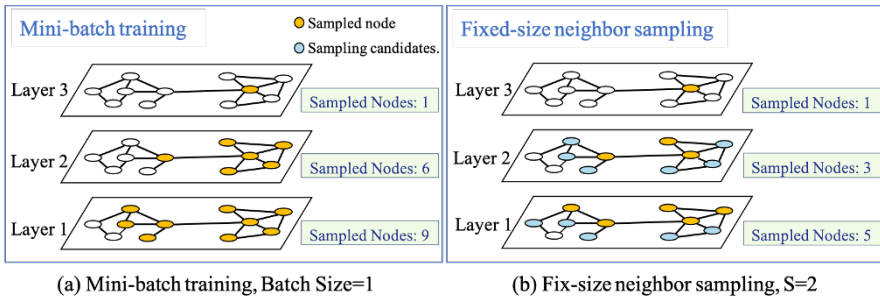 Mini-batch training
Sampled node
Sampling candidates.
Layer 3
Sampled Nodes: 1
Layer 2
Sampled Nodes: 6
Layer 1
Sampled Nodes: 9
(a) Mini-batch training, Batch Size=1
Fixed-size neighbor sampling
Layer 3
Sampled Nodes: 1
Layer 2
Sampled Nodes: 3
Layer 1
Sampled Nodes: 5
(b) Fix-size neighbor sampling, S=2